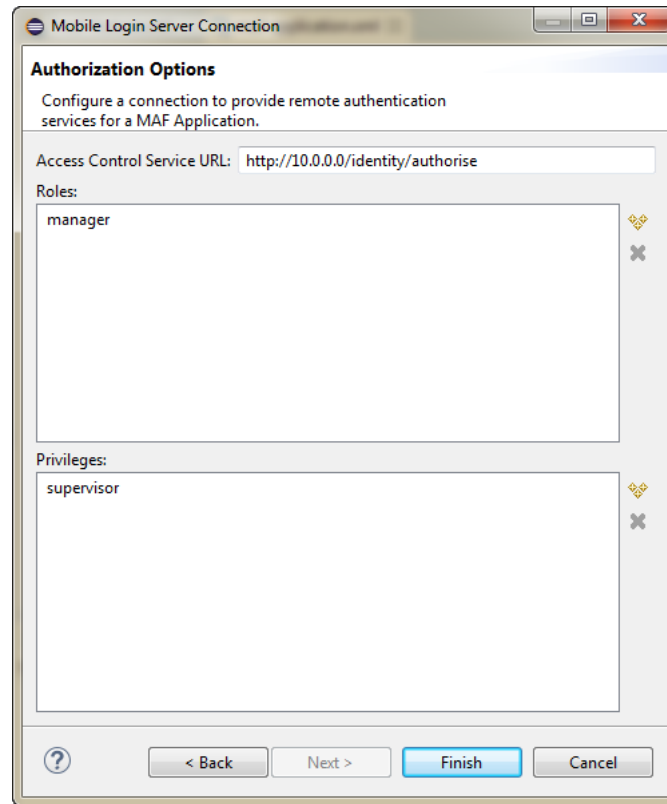 Mobile Login Server Connection
Authorization Options
Configure a connection to provide remote authentication
services for a MAF Application.
Access Control Service URL: http://10.0.0.0/identity/authorise
Roles:
manager
Privileges:
supervisor
< Back Next > Finish Cancel